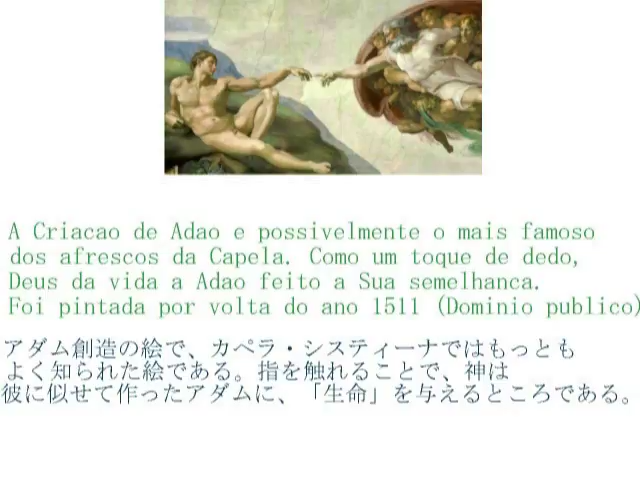 A Criacao de Adao e possivelmente o mais famoso
dos afrescos da Capela. Como um toque de dedo,
Deus da vida a Adao feito a Sua semelhanca.
Foi pintada por volta do ano 1511 (Dominio publico)
アダム創造の絵で、カペラ・システィーナではもっとも
よく知られた絵である。指を触れることで、神は
彼に似せて作ったアダムに、「生命」を与えるところである。